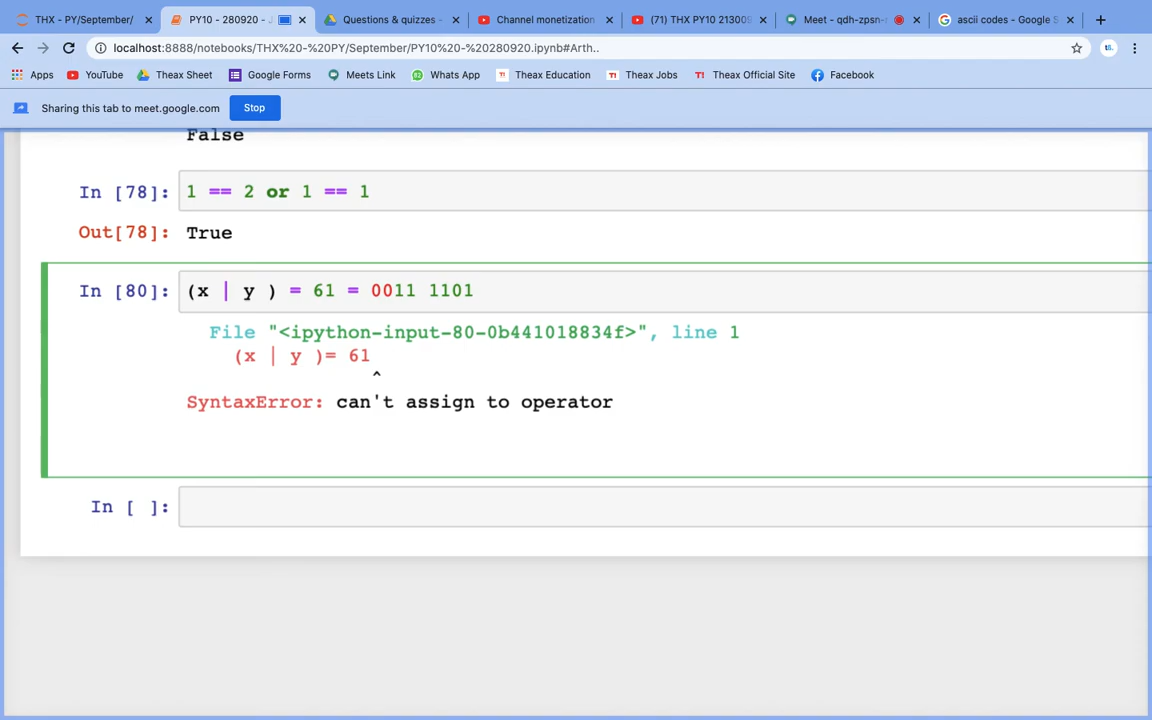 THX - PY/September/
PY10 - 280920 - J
Questions & quizzes -
Channel monetization
(71) THX PY10 213009
Meet - qdh-zpsn-
ascii codes - Google S
localhost:8888/notebooks/THX%20-%20PY/September/PY10%20-%20280920.ipynb#Arth..
Apps
YouTube
Theax Sheet
Google Forms
Meets Link
Whats App
Theax Education
Theax Jobs
Theax Official Site
Facebook
Sharing this tab to meet.google.com
Stop
False
In [78]: 1 == 2 or 1 == 1
Out[78]: True
In [80]: (x | y ) = 61 = 0011 1101
File "<ipython-input-80-0b441018834f>", line 1
(x | y )= 61
^
SyntaxError: can't assign to operator
In [ ]: